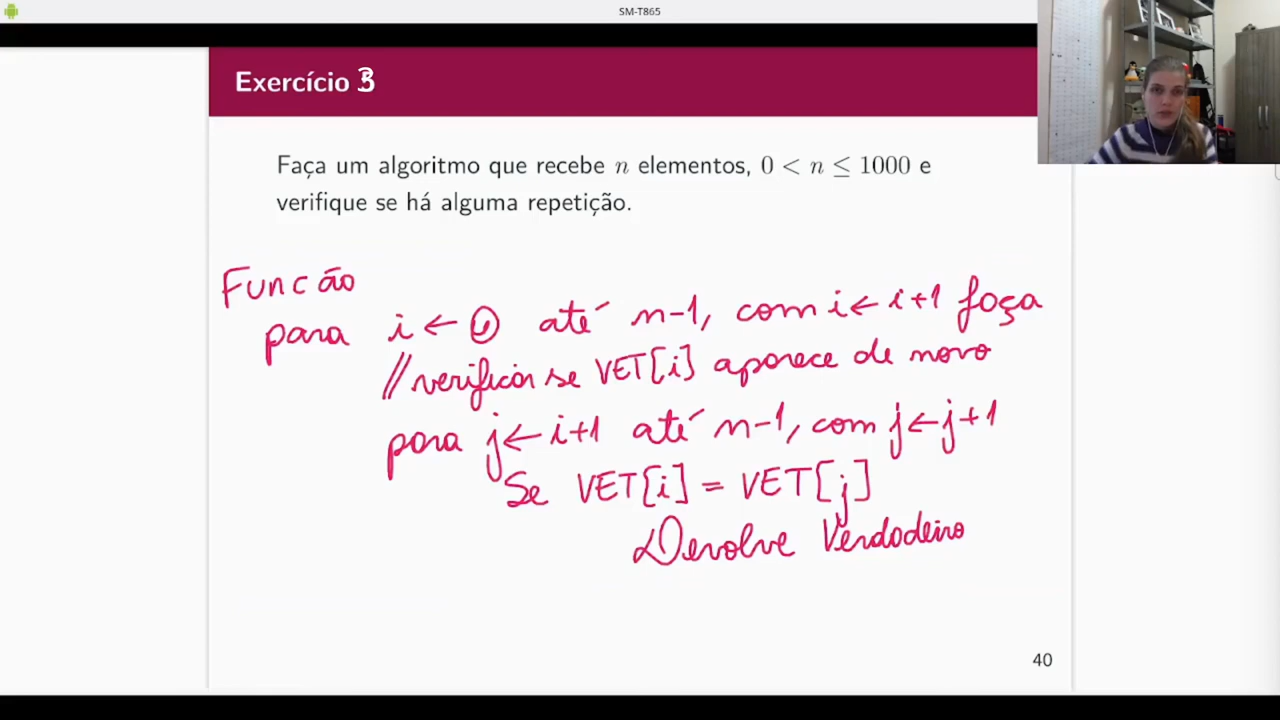 SM-T865
Exercício 3
Faça um algoritmo que recebe n elementos, 0 < n ≤ 1000 e
verifique se há alguma repetição.
Funcão
para i ← 0 até n-1, com i ← i+1 faça
//verificar se VET[i] aparece de novo
para j ← i+1 até n-1, com j ← j+1
Se VET[i] = VET[j]
Devolve Verdadeiro
40